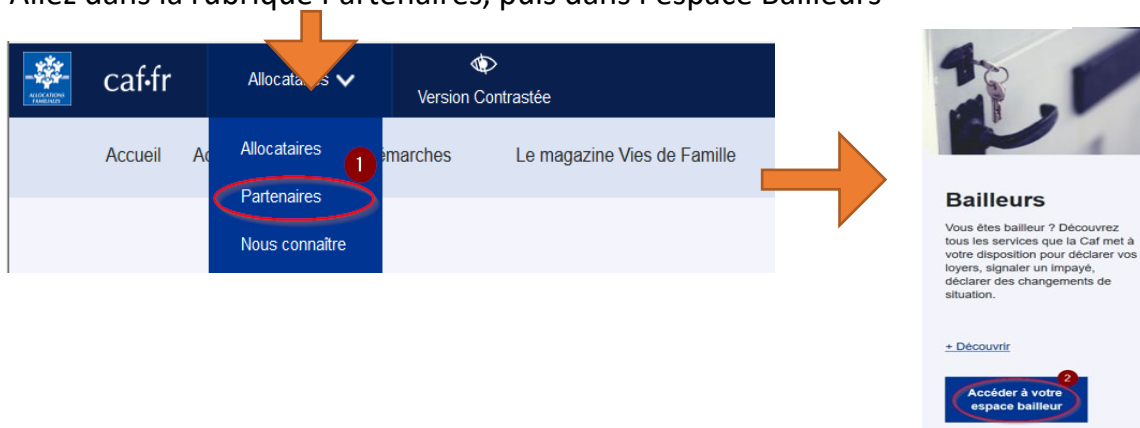 Allez dans la rubrique Partenaires, puis dans l'espace Bailleurs
ALLOCATIONS
FAMILIALES
caf·fr
Allocataires
Version Contrastée
Accueil
Allocataires
1
Le magazine Vies de Famille
Partenaires
Nous connaître
Bailleurs
Vous êtes bailleur ? Découvrez
tous les services que la Caf met à
votre disposition pour déclarer vos
loyers, signaler un impayé,
déclarer des changements de
situation.
+ Découvrir
2
Accéder à votre
espace bailleur